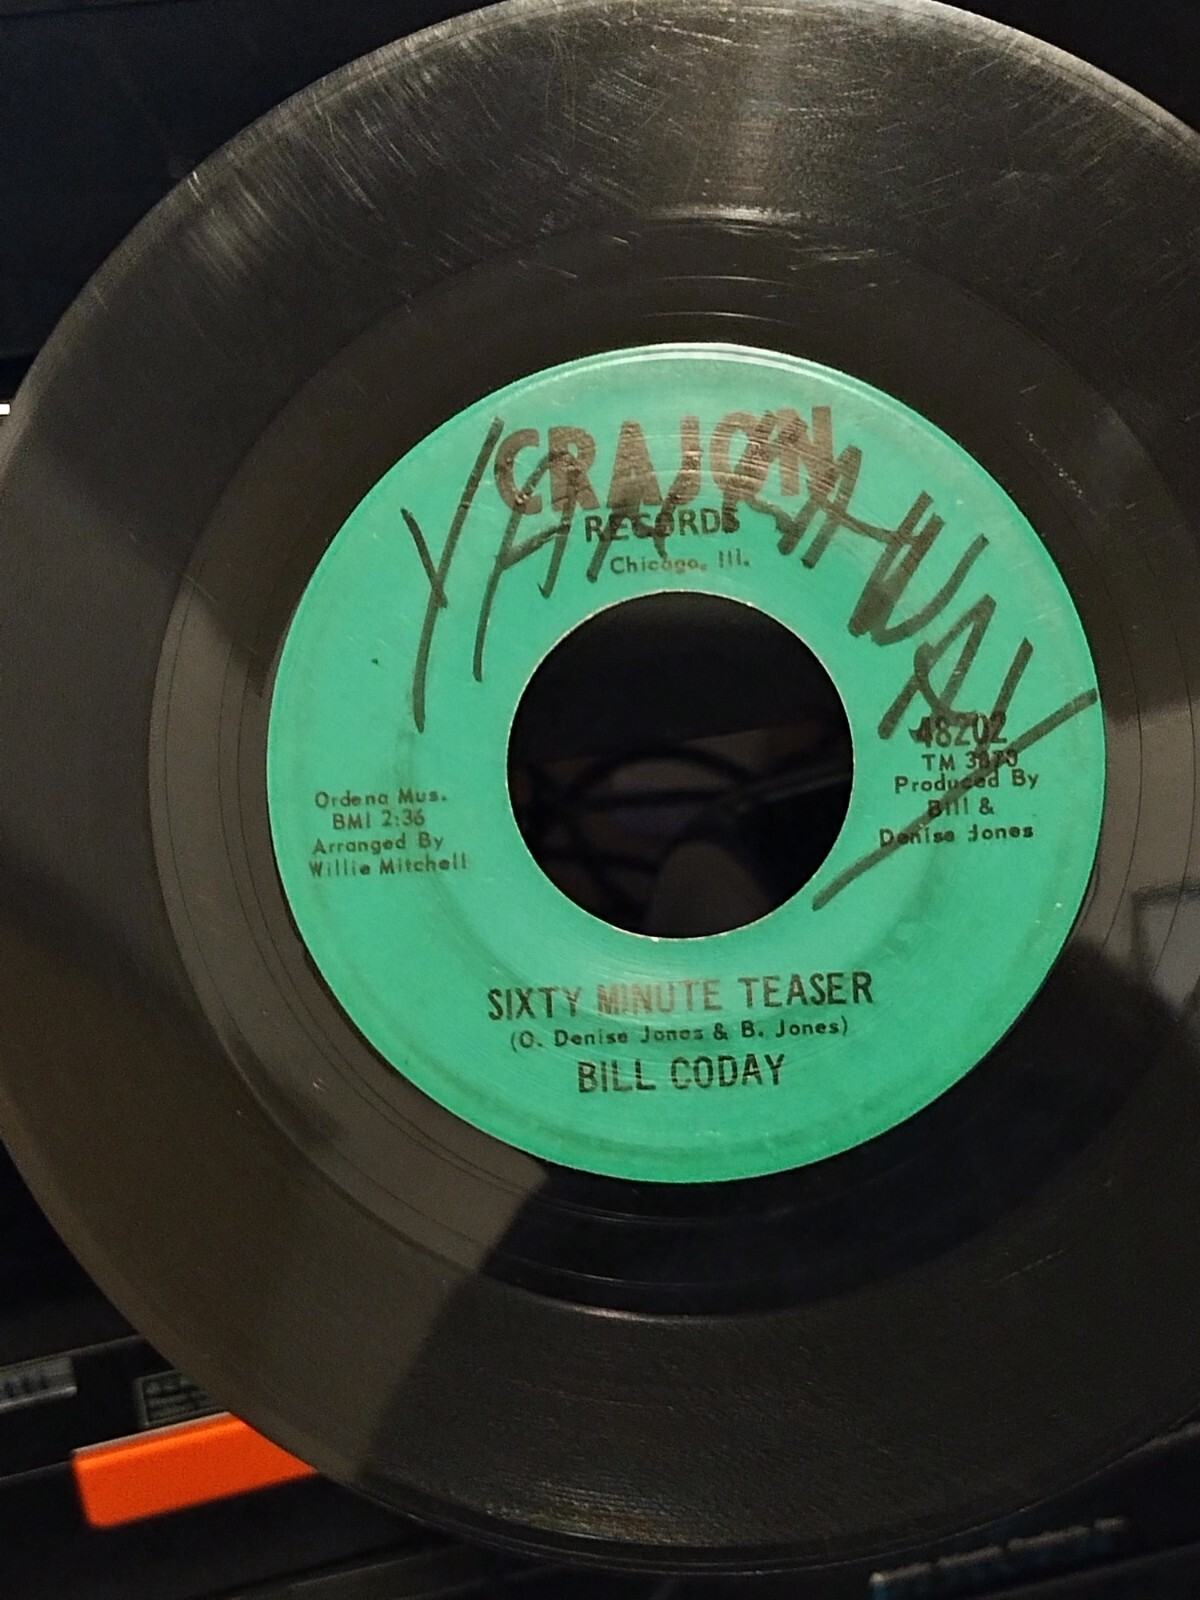 CRAJON
RECORDS
Chicago, Ill.
48202
Produced By
Bill &
Denise Jones
Ordena Mus.
BMI 2:36
Arranged By
Willie Mitchell
SIXTY MINUTE TEASER
(O. Denise Jones & B. Jones)
BILL CODAY